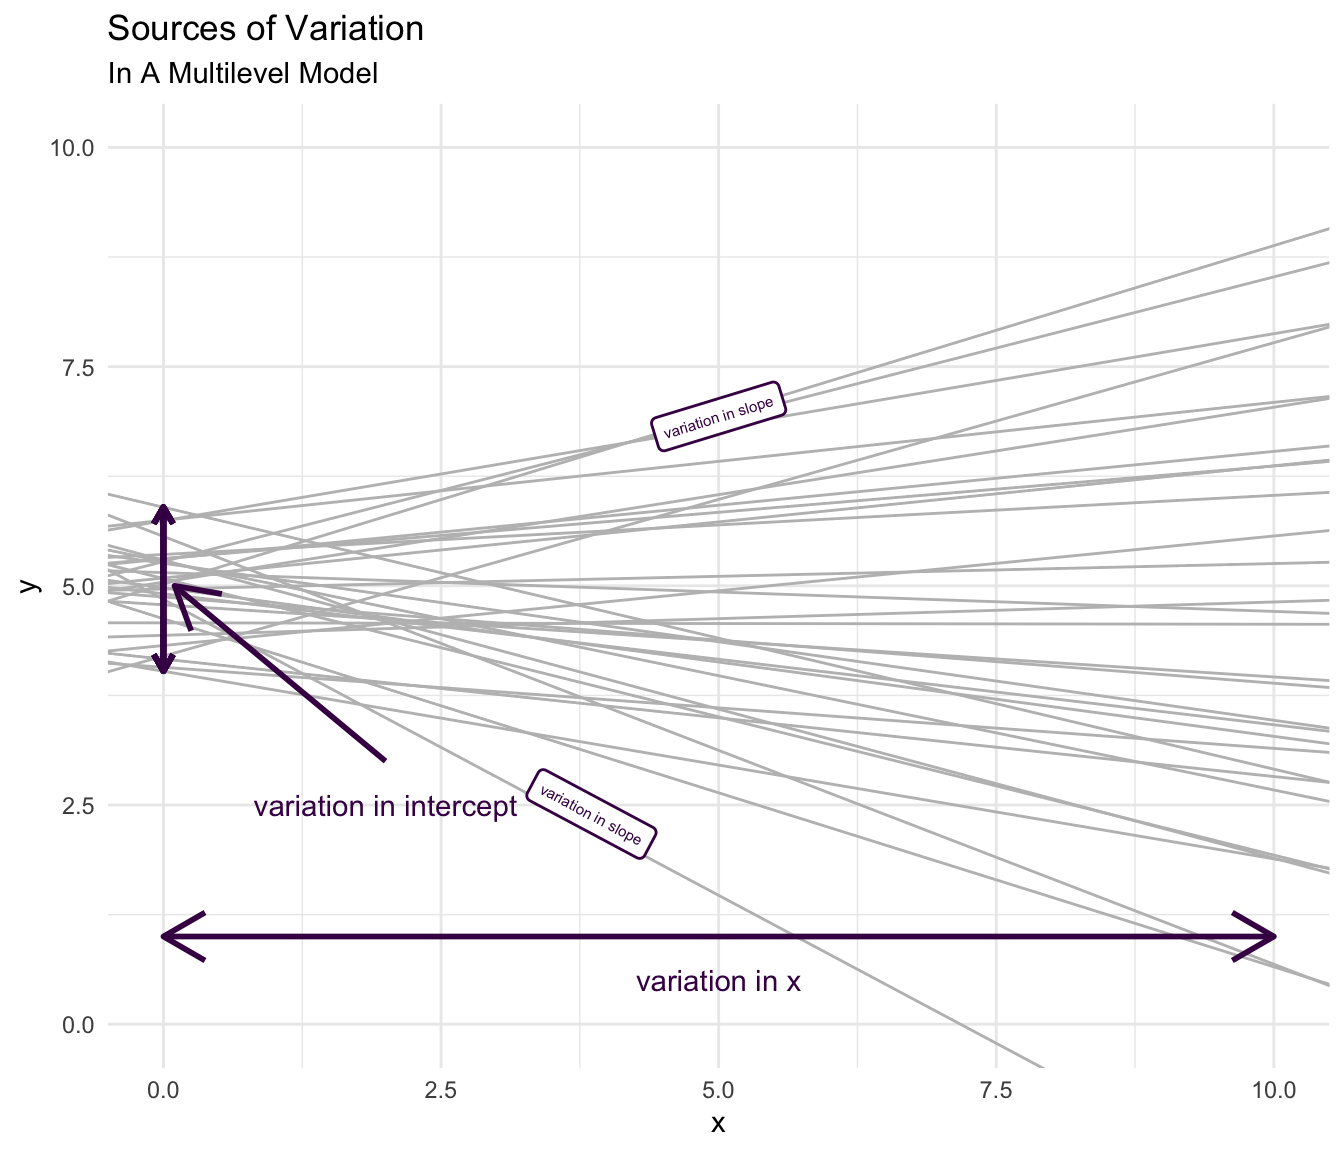 Sources of Variation
In A Multilevel Model
10.0
7.5
5.0
2.5
0.0
y
variation in slope
variation in intercept
variation in slope
variation in x
0.0 2.5 5.0 7.5 10.0
x